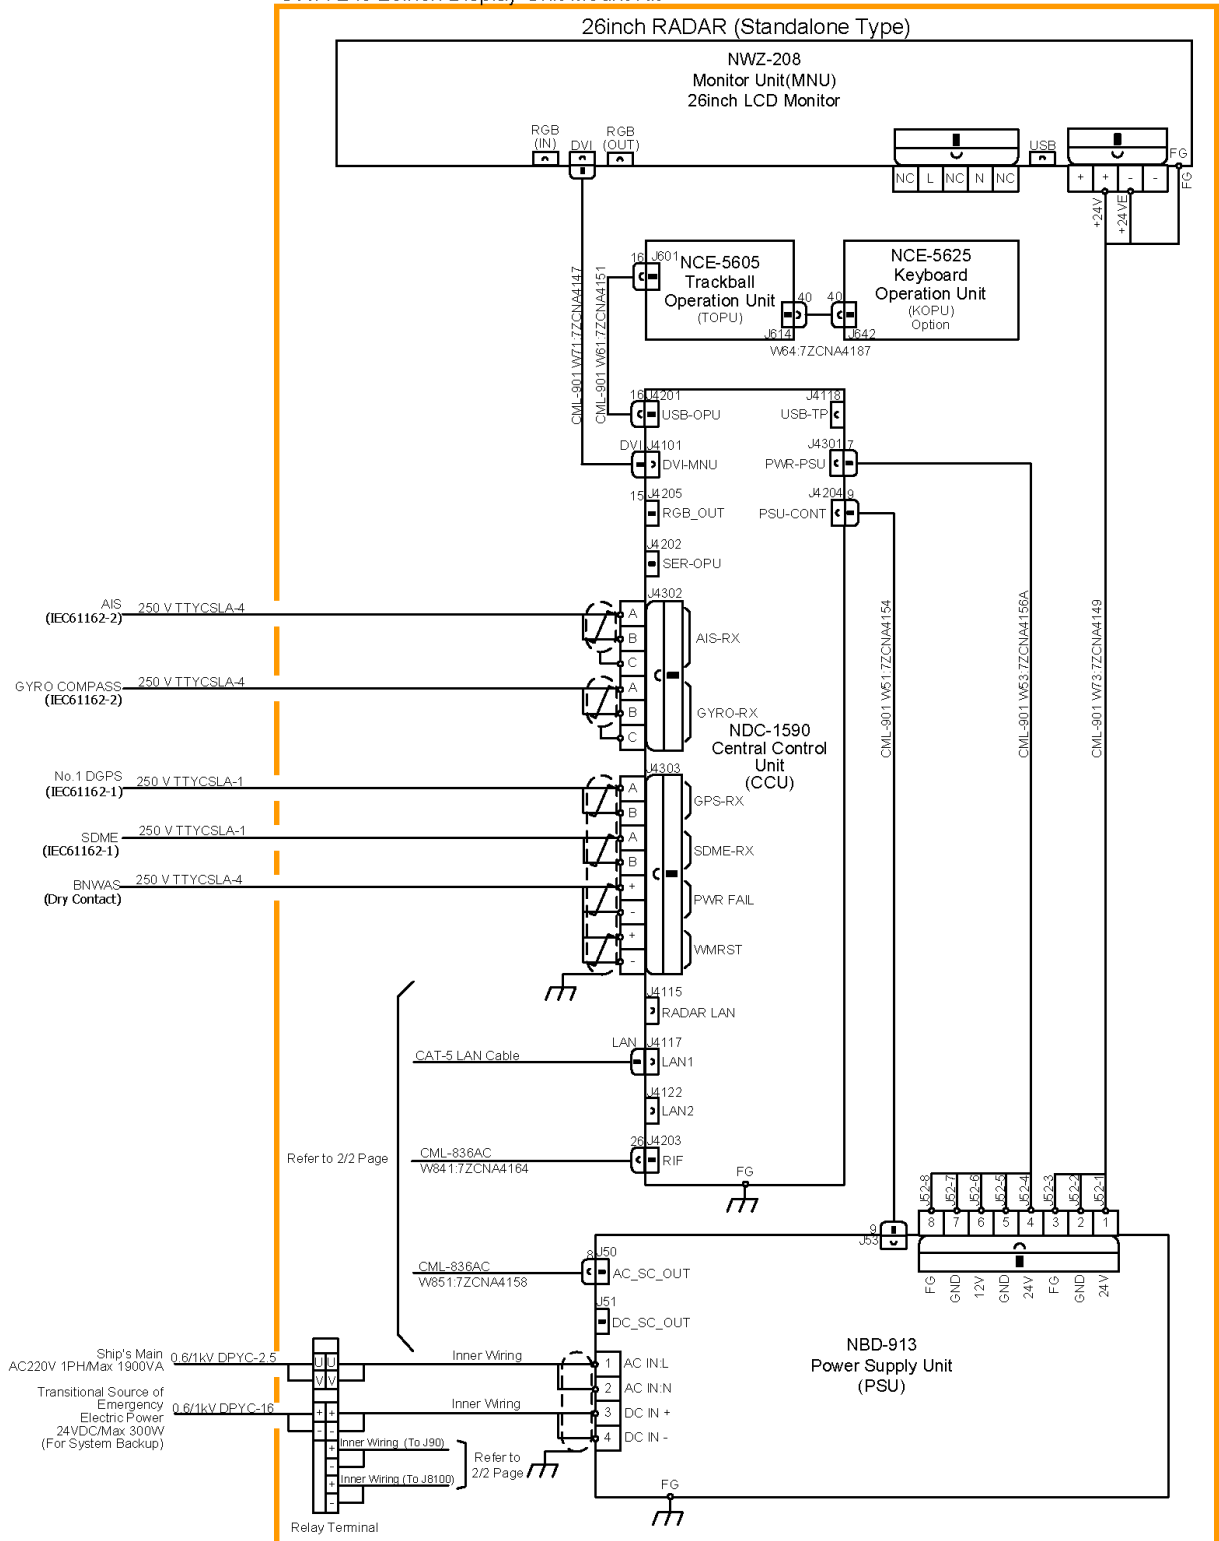 26inch RADAR (Standalone Type)
NWZ-208
Monitor Unit(MNU)
26inch LCD Monitor
RGB
(IN)
DVI
RGB
(OUT)
USB
FG
NC
L
NC
N
NC
+
+
-
-
FG
+24V
+24VE
16
J601
NCE-5605
Trackball
Operation Unit
(TOPU)
40
J614
40
J642
NCE-5625
Keyboard
Operation Unit
(KOPU)
Option
W64:7ZCNA4187
CML-901 W71:7ZCNA4147
CML-901 W61:7ZCNA4151
16
J4201
USB-OPU
J4118
USB-TP
DVI
J4101
DVI-MNU
J4301
7
PWR-PSU
15
J4205
RGB_OUT
J4204
9
PSU-CONT
J4202
SER-OPU
AIS
(IEC61162-2)
250 V TTYCSLA-4
J4302
A
B
C
AIS-RX
GYRO COMPASS
(IEC61162-2)
250 V TTYCSLA-4
A
B
C
GYRO-RX
NDC-1590
Central Control
Unit
(CCU)
CML-901 W51:7ZCNA4154
CML-901 W53:7ZCNA4156A
CML-901 W73:7ZCNA4149
No.1 DGPS
(IEC61162-1)
250 V TTYCSLA-1
J4303
A
B
GPS-RX
SDME
(IEC61162-1)
250 V TTYCSLA-1
A
B
SDME-RX
BNWAS
(Dry Contact)
250 V TTYCSLA-4
+
-
PWR FAIL
+
-
WMRST
J4115
RADAR LAN
CAT-5 LAN Cable
LAN
J4117
LAN1
J4122
LAN2
Refer to 2/2 Page
CML-836AC
W841:7ZCNA4164
26
J4203
RIF
FG
J52-8
J52-7
J52-6
J52-5
J52-4
J52-3
J52-2
J52-1
8
7
6
5
4
3
2
1
FG
GND
12V
GND
24V
FG
GND
24V
9
J53
CML-836AC
W851:7ZCNA4158
8
J50
AC_SC_OUT
J51
DC_SC_OUT
NBD-913
Power Supply Unit
(PSU)
Ship's Main
AC220V 1PH/Max 1900VA
0.6/1kV DPYC-2.5
U
U
V
V
Inner Wiring
1
AC IN:L
2
AC IN:N
Transitional Source of
Emergency
Electric Power
24VDC/Max 300W
(For System Backup)
0.6/1kV DPYC-16
+
+
-
-
Inner Wiring
3
DC IN +
4
DC IN -
+
Inner Wiring (To J90)
-
+
Inner Wiring (To J8100)
-
Refer to
2/2 Page
FG
Relay Terminal